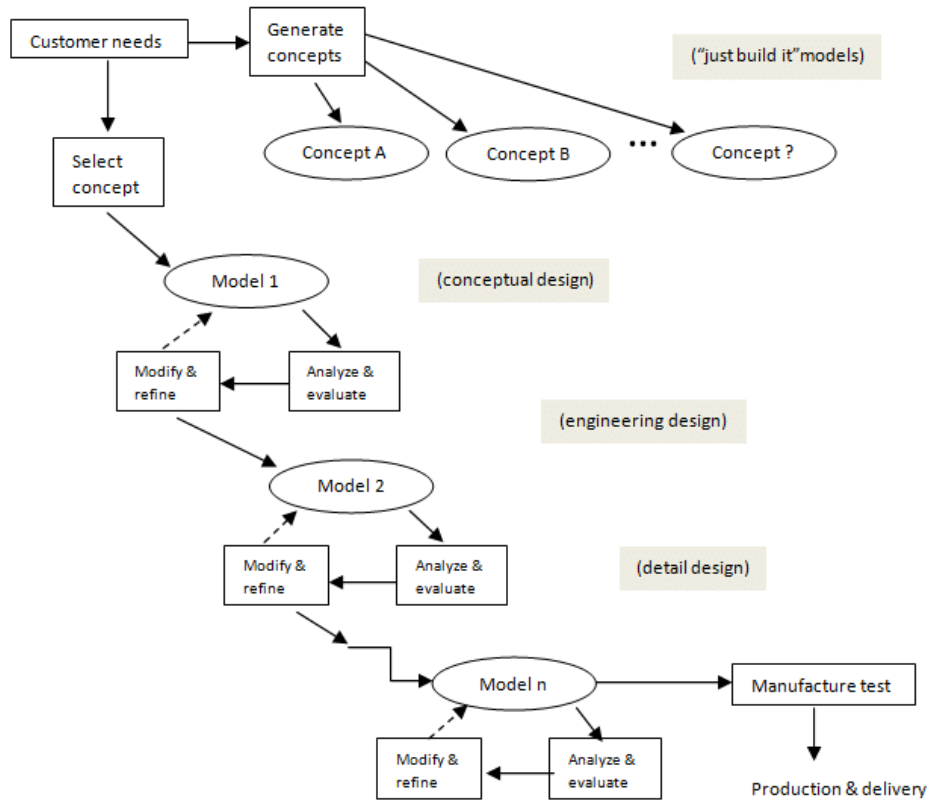 Customer needs
Generate
concepts
("just build it"models)
Concept A
Concept B
...
Concept ?
Select
concept
Model 1
(conceptual design)
Modify &
refine
Analyze &
evaluate
(engineering design)
Model 2
Modify &
refine
Analyze &
evaluate
(detail design)
Model n
Manufacture test
Modify &
refine
Analyze &
evaluate
Production & delivery